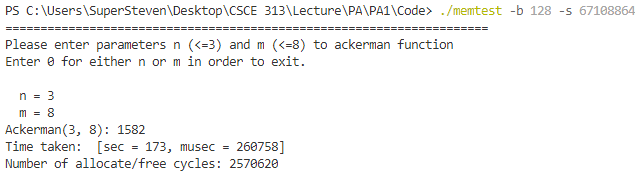 PS C:\Users\SuperSteven\Desktop\CSCE 313\Lecture\PA\PA1\Code> ./memtest -b 128 -s 67108864
=====================================================================
Please enter parameters n (<=3) and m (<=8) to ackerman function
Enter 0 for either n or m in order to exit.
n = 3
m = 8
Ackerman(3, 8): 1582
Time taken:  [sec = 173, musec = 260758]
Number of allocate/free cycles: 2570620